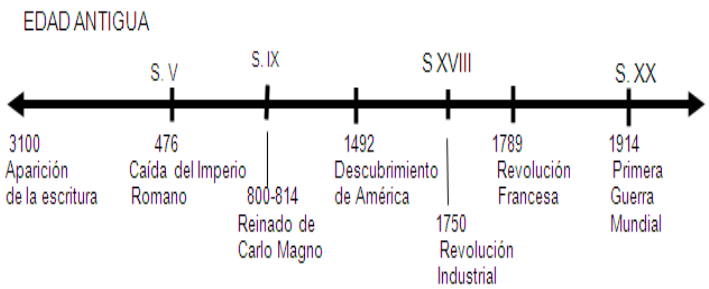 EDAD ANTIGUA
S. V
S. IX
S XVIII
S. XX
3100
Aparición
de la escritura
476
Caída del Imperio
Romano
800-814
Reinado de
Carlo Magno
1492
Descubrimiento
de América
1750
Revolución
Industrial
1789
Revolución
Francesa
1914
Primera
Guerra
Mundial